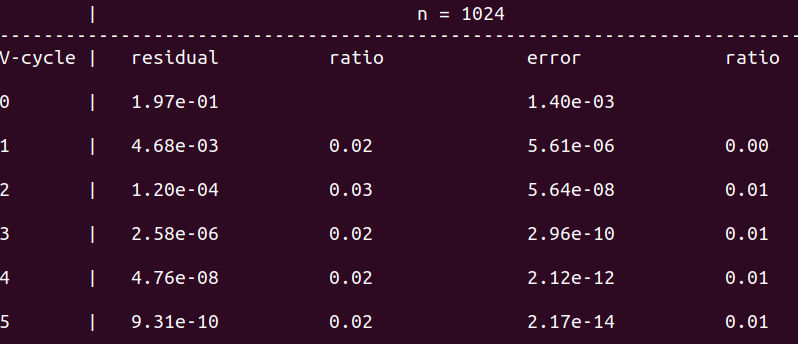 | n = 1024
--------------------------------------------------------------------------
V-cycle | residual ratio error ratio
0 | 1.97e-01 1.40e-03
1 | 4.68e-03 0.02 5.61e-06 0.00
2 | 1.20e-04 0.03 5.64e-08 0.01
3 | 2.58e-06 0.02 2.96e-10 0.01
4 | 4.76e-08 0.02 2.12e-12 0.01
5 | 9.31e-10 0.02 2.17e-14 0.01